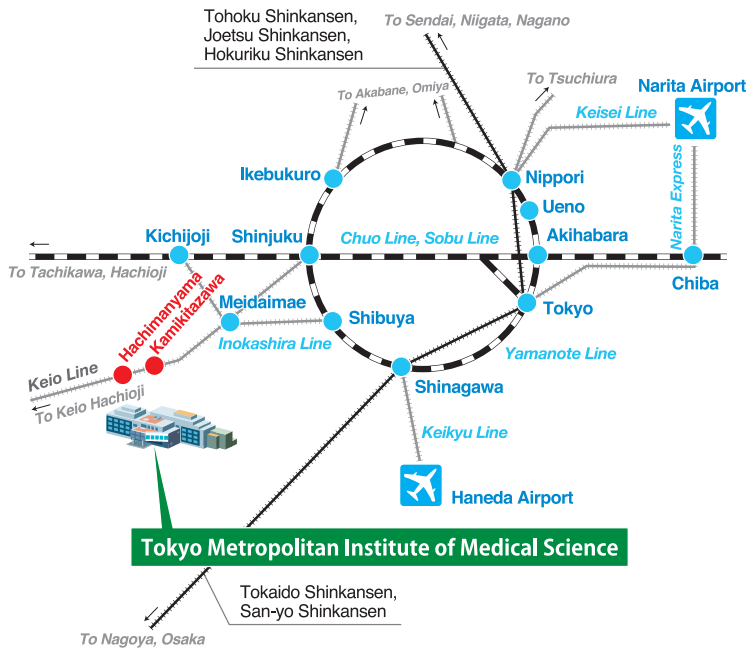 Tohoku Shinkansen,
Joetsu Shinkansen,
Hokuriku Shinkansen
To Sendai, Niigata, Nagano
To Akabane, Omiya
To Tsuchiura
Narita Airport
Keisei Line
Ikebukuro
Nippori
Ueno
Narita Express
Kichijoji
Shinjuku
Chuo Line, Sobu Line
Akihabara
To Tachikawa, Hachioji
Chiba
Hachimanyama
Kamikitazawa
Meidaimae
Shibuya
Tokyo
Inokashira Line
Yamanote Line
Keio Line
To Keio Hachioji
Shinagawa
Keikyu Line
Haneda Airport
Tokyo Metropolitan Institute of Medical Science
Tokaido Shinkansen,
San-yo Shinkansen
To Nagoya, Osaka